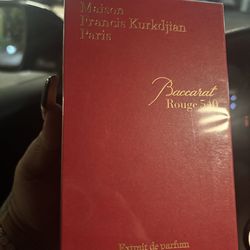 Maison
Francis Kurkdjian
Paris
Baccarat
Rouge 540
Extrait de parfum